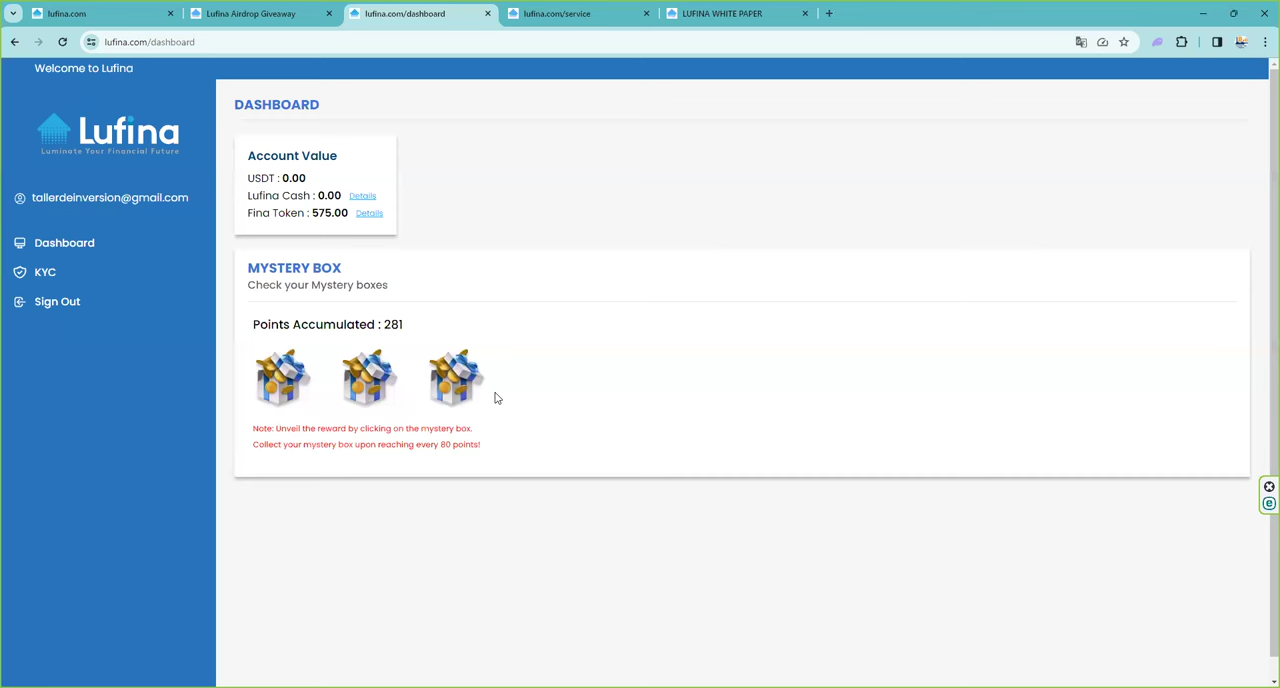 lufina.com
Lufina Airdrop Giveaway
lufina.com/dashboard
lufina.com/service
LUFINA WHITE PAPER
lufina.com/dashboard
Welcome to Lufina
Lufina
Luminate Your Financial Future
tallerdeinversion@gmail.com
Dashboard
KYC
Sign Out
DASHBOARD
Account Value
USDT : 0.00
Lufina Cash : 0.00 Details
Fina Token : 575.00 Details
MYSTERY BOX
Check your Mystery boxes
Points Accumulated : 281
Note: Unveil the reward by clicking on the mystery box.
Collect your mystery box upon reaching every 80 points!